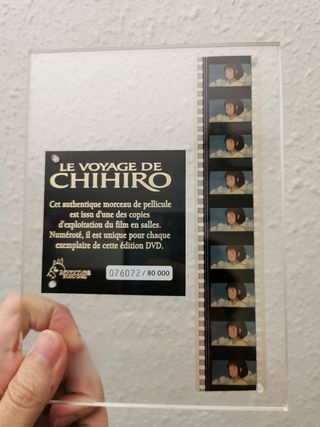 LE VOYAGE DE
CHIHIRO
Cet authentique morceau de pellicule
est issu d'une des copies
d'exploitation du film en salles.
Numéroté, il est unique pour chaque
exemplaire de cette édition DVD.
076072 / 80 000